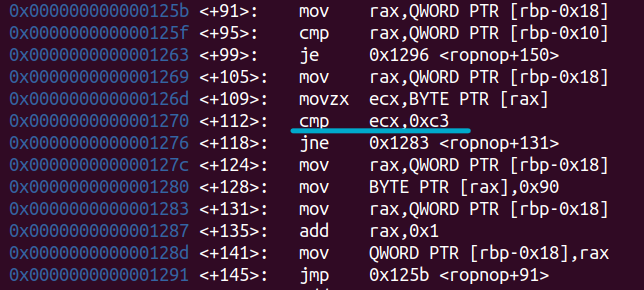 0x000000000000125b <+91>: mov rax,QWORD PTR [rbp-0x18]
0x000000000000125f <+95>: cmp rax,QWORD PTR [rbp-0x10]
0x0000000000001263 <+99>: je 0x1296 <ropnop+150>
0x0000000000001269 <+105>: mov rax,QWORD PTR [rbp-0x18]
0x000000000000126d <+109>: movzx ecx,BYTE PTR [rax]
0x0000000000001270 <+112>: cmp ecx,0xc3
0x0000000000001276 <+118>: jne 0x1283 <ropnop+131>
0x000000000000127c <+124>: mov rax,QWORD PTR [rbp-0x18]
0x0000000000001280 <+128>: mov BYTE PTR [rax],0x90
0x0000000000001283 <+131>: mov rax,QWORD PTR [rbp-0x18]
0x0000000000001287 <+135>: add rax,0x1
0x000000000000128d <+141>: mov QWORD PTR [rbp-0x18],rax
0x0000000000001291 <+145>: jmp 0x125b <ropnop+91>